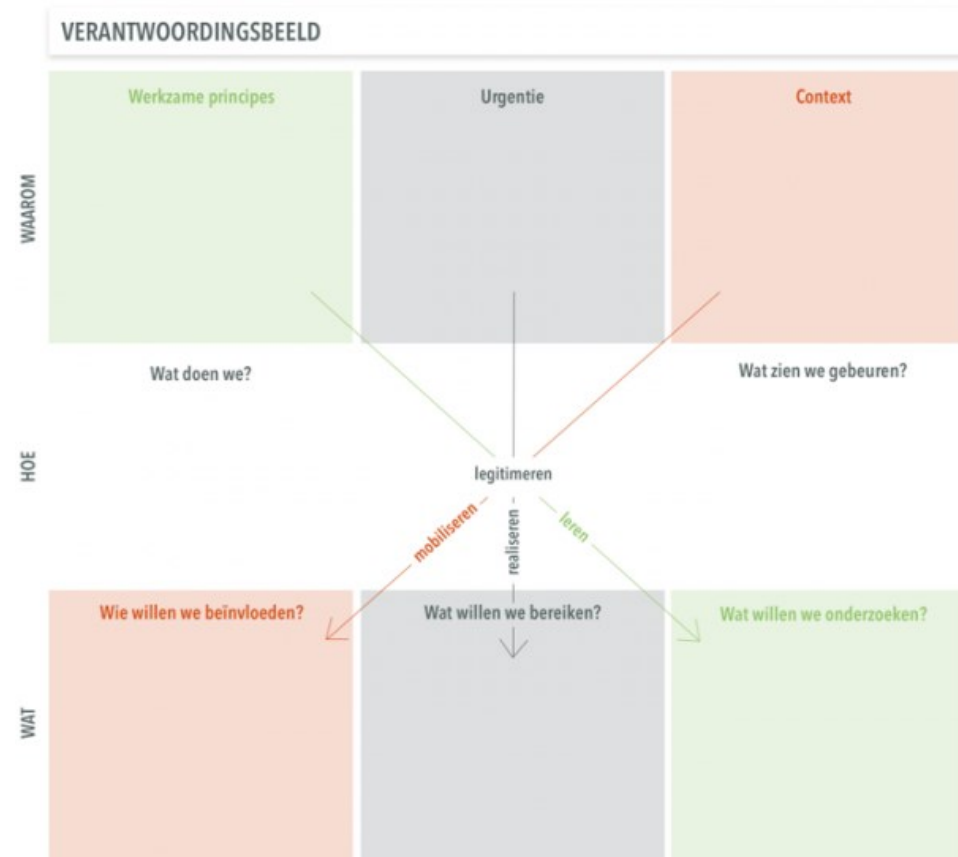 VERANTWOORDINGSBEELD
WAAROM
Werkzame principes
Urgentie
Context
HOE
Wat doen we?
Wat zien we gebeuren?
legitimeren
mobiliseren
realiseren
leren
WAT
Wie willen we beïnvloeden?
Wat willen we bereiken?
Wat willen we onderzoeken?